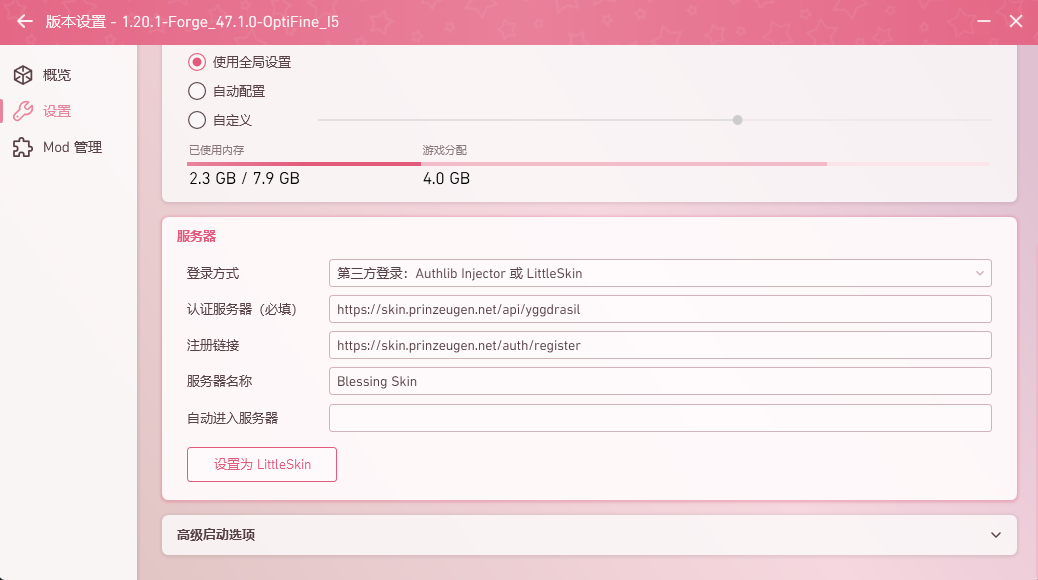 版本设置 - 1.20.1-Forge_47.1.0-OptiFine_I5
概览
设置
Mod 管理
使用全局设置
自动配置
自定义
已使用内存 游戏分配
2.3 GB / 7.9 GB 4.0 GB
服务器
登录方式 第三方登录：Authlib Injector 或 LittleSkin
认证服务器（必填） https://skin.prinzeugen.net/api/yggdrasil
注册链接 https://skin.prinzeugen.net/auth/register
服务器名称 Blessing Skin
自动进入服务器
设置为 LittleSkin
高级启动选项